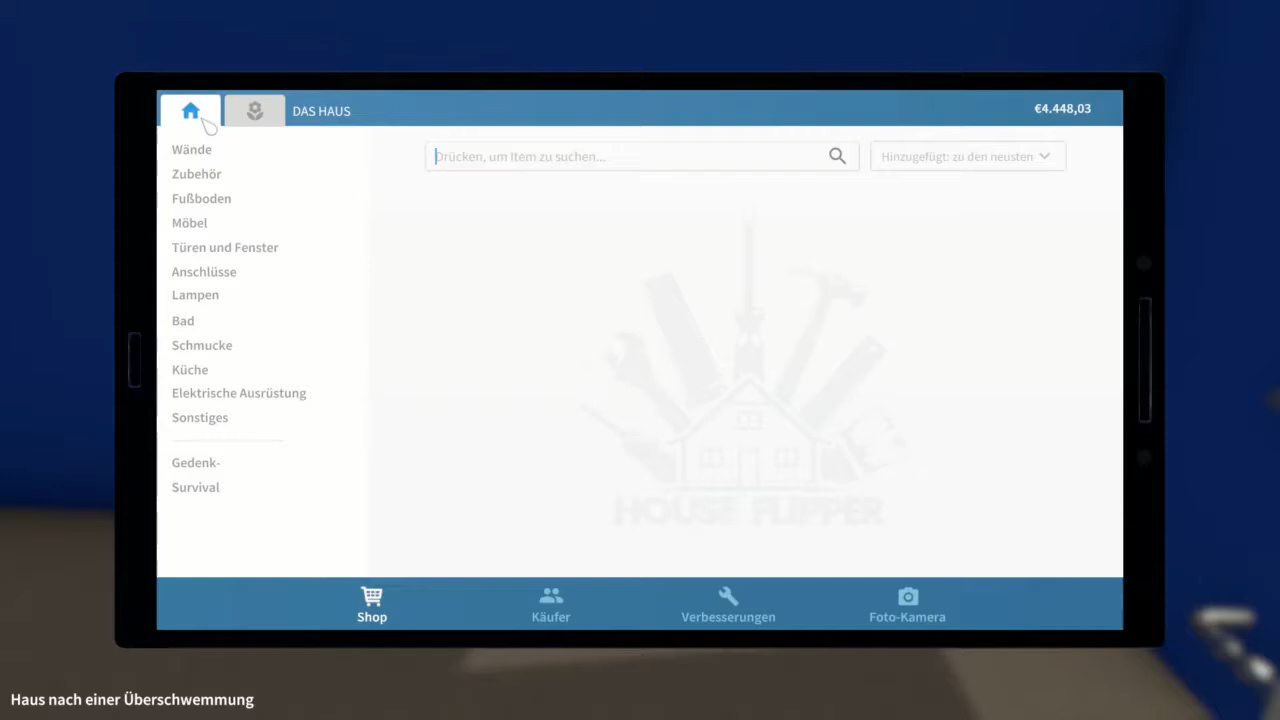 DAS HAUS
€4.448,03
Drücken, um Item zu suchen...
Hinzugefügt: zu den neusten
Wände
Zubehör
Fußboden
Möbel
Türen und Fenster
Anschlüsse
Lampen
Bad
Schmucke
Küche
Elektrische Ausrüstung
Sonstiges
Gedenk-
Survival
HOUSE FLIPPER
Shop
Käufer
Verbesserungen
Foto-Kamera
Haus nach einer Überschwemmung